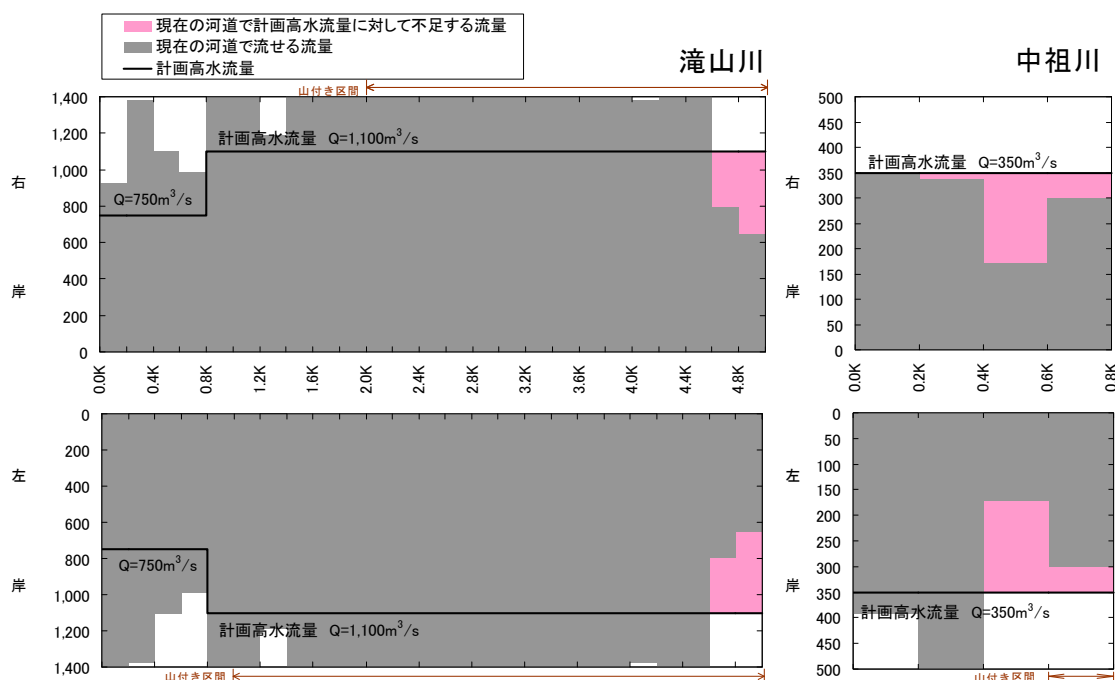 現在の河道で計画高水流量に対して不足する流量
現在の河道で流せる流量
計画高水流量
滝山川
中祖川
山付き区間
1,400
1,200
1,000
800
600
400
200
0
右
岸
計画高水流量 Q=1,100m³/s
Q=750m³/s
0.0K
0.4K
0.8K
1.2K
1.6K
2.0K
2.4K
2.8K
3.2K
3.6K
4.0K
4.4K
4.8K
500
450
400
350
300
250
200
150
100
50
0
右
岸
計画高水流量 Q=350m³/s
0.0K
0.2K
0.4K
0.6K
0.8K
0
200
400
600
800
1,000
1,200
1,400
左
岸
Q=750m³/s
計画高水流量 Q=1,100m³/s
山付き区間
0
50
100
150
200
250
300
350
400
450
500
左
岸
計画高水流量 Q=350m³/s
山付き区間